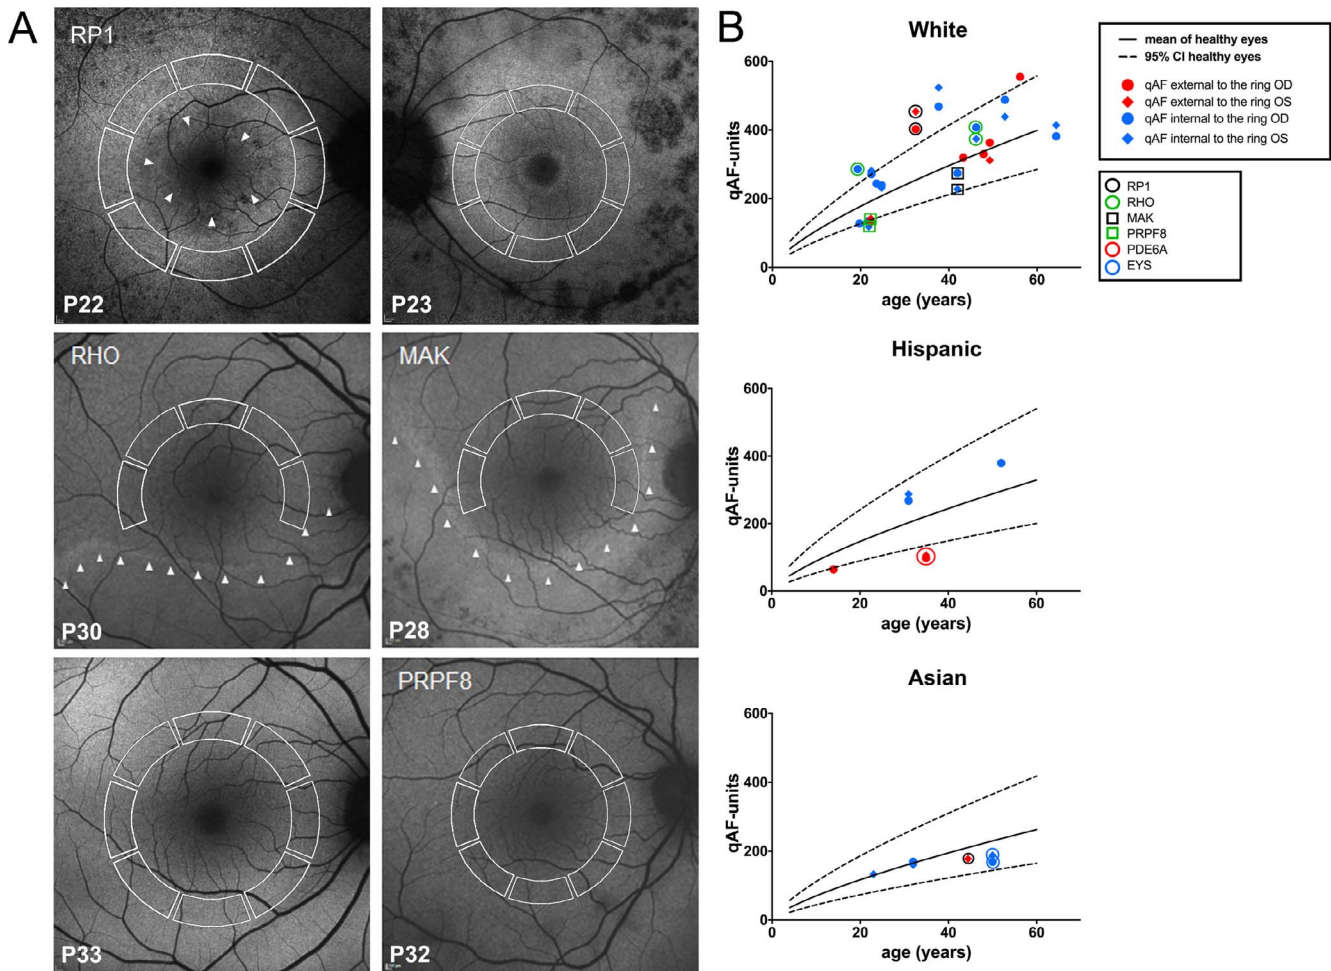 A
RP1
P22
P23
RHO
P30
MAK
P28
P33
PRPF8
P32
B
White
qAF-units
600
400
200
0
0
20
40
60
age (years)
mean of healthy eyes
95% CI healthy eyes
qAF external to the ring OD
qAF external to the ring OS
qAF internal to the ring OD
qAF internal to the ring OS
RP1
RHO
MAK
PRPF8
PDE6A
EYS
Hispanic
qAF-units
600
400
200
0
0
20
40
60
age (years)
Asian
qAF-units
600
400
200
0
0
20
40
60
age (years)